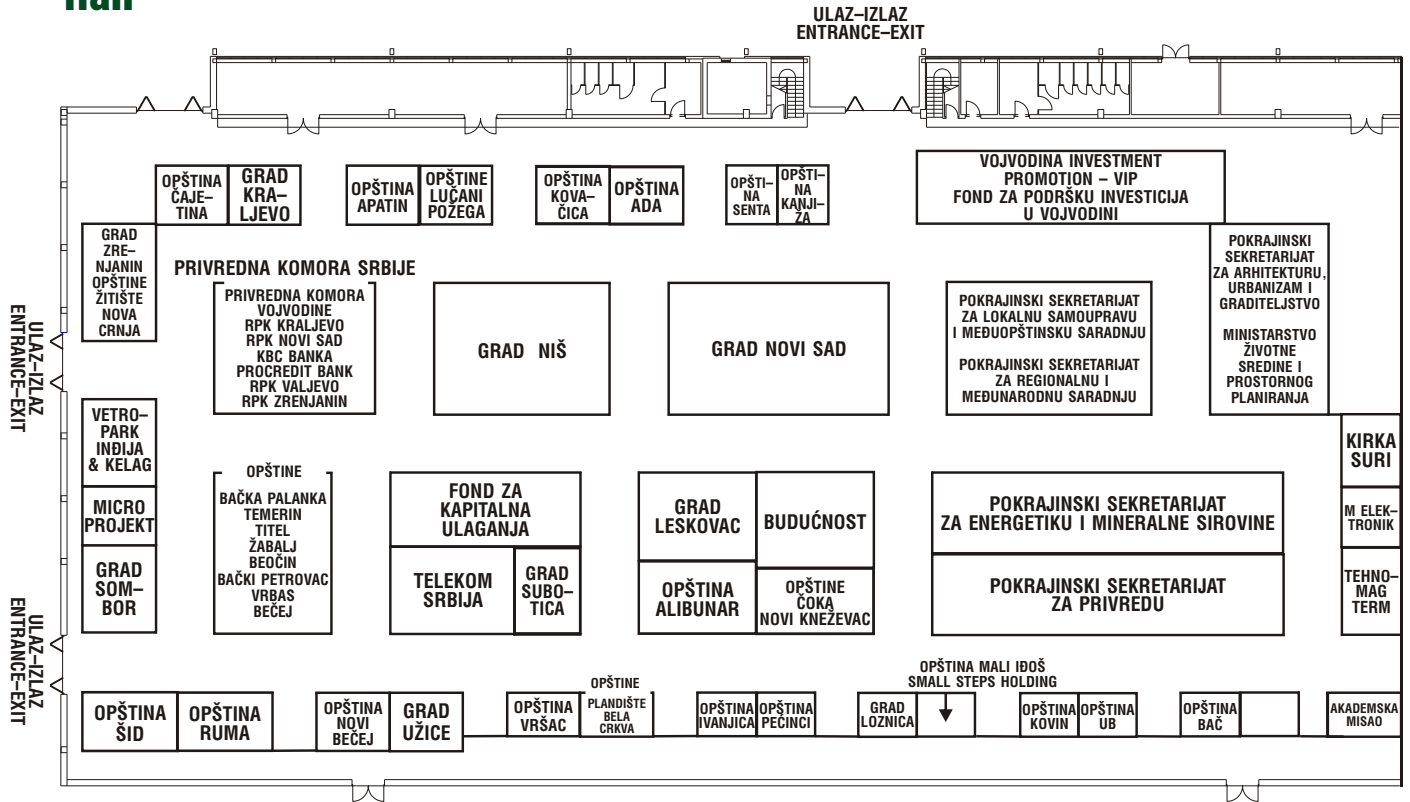 Hall
ULAZ–IZLAZ
ENTRANCE–EXIT
OPŠTINA
ČAJE–
TINA
GRAD
KRA–
LJEVO
OPŠTINA
APATIN
OPŠTINE
LUČANI
POŽEGA
OPŠTINA
KOVA–
ČICA
OPŠTINA
ADA
OPŠTI–
NA
SENTA
OPŠTI–
NA
KANJI–
ŽA
VOJVODINA INVESTMENT
PROMOTION – VIP
FOND ZA PODRŠKU INVESTICIJA
U VOJVODINI
GRAD
ZRE–
NJANIN
OPŠTINE
ŽITIŠTE
NOVA
CRNJA
PRIVREDNA KOMORA SRBIJE
PRIVREDNA KOMORA
VOJVODINE
RPK KRALJEVO
RPK NOVI SAD
KBC BANKA
PROCREDIT BANK
RPK VALJEVO
RPK ZRENJANIN
GRAD NIŠ
GRAD NOVI SAD
POKRAJINSKI SEKRETARIJAT
ZA LOKALNU SAMOUPRAVU
I MEĐUOPŠTINSKU SARADNJU
POKRAJINSKI SEKRETARIJAT
ZA REGIONALNU I
MEĐUNARODNU SARADNJU
POKRAJINSKI
SEKRETARIJAT
ZA ARHITEKTURU,
URBANIZAM I
GRADITELJSTVO
MINISTARSTVO
ŽIVOTNE
SREDINE I
PROSTORNOG
PLANIRANJA
ULAZ–IZLAZ
ENTRANCE–EXIT
VETRO–
PARK
INĐIJA
& KELAG
MICRO
PROJEKT
GRAD
SOM–
BOR
OPŠTINE
BAČKA PALANKA
TEMERIN
TITEL
ŽABALJ
BEOČIN
BAČKI PETROVAC
VRBAS
BEČEJ
FOND ZA
KAPITALNA
ULAGANJA
TELEKOM
SRBIJA
GRAD
SUBO–
TICA
GRAD
LESKOVAC
BUDUĆNOST
OPŠTINA
ALIBUNAR
OPŠTINE
ČOKA
NOVI KNEŽEVAC
POKRAJINSKI SEKRETARIJAT
ZA ENERGETIKU I MINERALNE SIROVINE
POKRAJINSKI SEKRETARIJAT
ZA PRIVREDU
KIRKA
SURI
M ELEK–
TRONIK
TEHNO–
MAG
TERM
ULAZ–IZLAZ
ENTRANCE–EXIT
OPŠTINA
ŠID
OPŠTINA
RUMA
OPŠTINA
NOVI
BEČEJ
GRAD
UŽICE
OPŠTINA
VRŠAC
OPŠTINE
PLANDIŠTE
BELA
CRKVA
OPŠTINA
IVANJICA
OPŠTINA
PEĆINCI
GRAD
LOZNICA
OPŠTINA MALI IĐOŠ
SMALL STEPS HOLDING
OPŠTINA
KOVIN
OPŠTINA
UB
OPŠTINA
BAČ
AKADEMSKA
MISAO